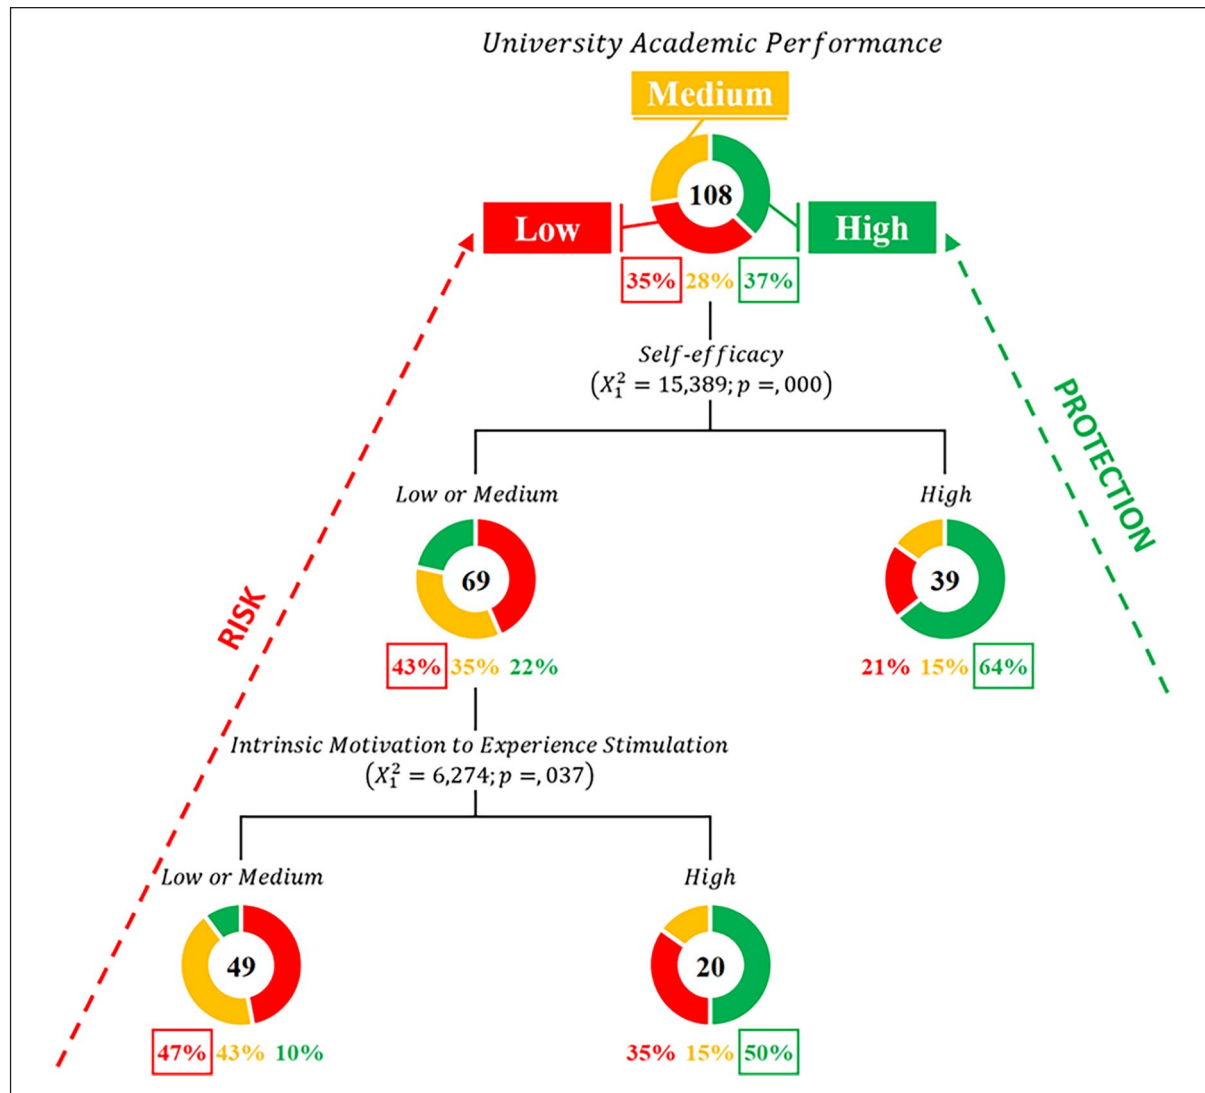 University Academic Performance
Medium
108
Low
High
35% 28% 37%
Self-efficacy
(X₁² = 15,389; p =, 000)
Low or Medium
High
69
39
43% 35% 22%
21% 15% 64%
RISK
PROTECTION
Intrinsic Motivation to Experience Stimulation
(X₁² = 6,274; p =, 037)
Low or Medium
High
49
20
47% 43% 10%
35% 15% 50%